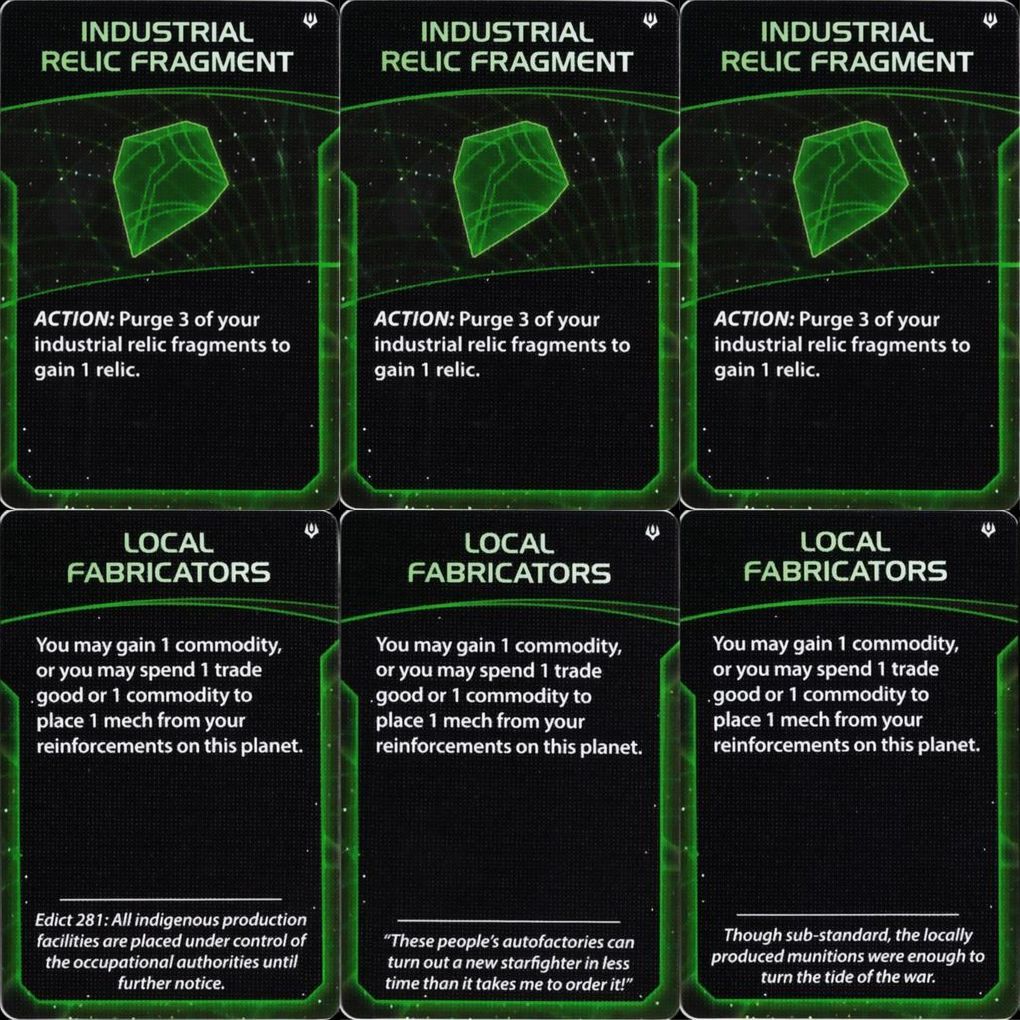 INDUSTRIAL
RELIC FRAGMENT
ACTION: Purge 3 of your
industrial relic fragments to
gain 1 relic.
INDUSTRIAL
RELIC FRAGMENT
ACTION: Purge 3 of your
industrial relic fragments to
gain 1 relic.
INDUSTRIAL
RELIC FRAGMENT
ACTION: Purge 3 of your
industrial relic fragments to
gain 1 relic.
LOCAL
FABRICATORS
You may gain 1 commodity,
or you may spend 1 trade
good or 1 commodity to
place 1 mech from your
reinforcements on this planet.
Edict 281: All indigenous production
facilities are placed under control of
the occupational authorities until
further notice.
LOCAL
FABRICATORS
You may gain 1 commodity,
or you may spend 1 trade
good or 1 commodity to
place 1 mech from your
reinforcements on this planet.
“These people’s autofactories can
turn out a new starfighter in less
time than it takes me to order it!”
LOCAL
FABRICATORS
You may gain 1 commodity,
or you may spend 1 trade
good or 1 commodity to
place 1 mech from your
reinforcements on this planet.
Though sub-standard, the locally
produced munitions were enough to
turn the tide of the war.